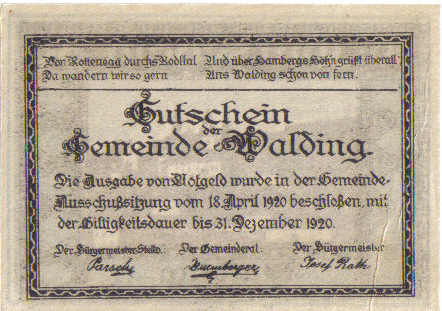 Von Rottenegg durchs Rodltal Und über Hambergs Höh'n grüßt überall
Da wandern wir so gern Uns Walding schon von fern.
Gutschein
der
Gemeinde Walding.
Die Ausgabe von Notgeld wurde in der Gemeinde-
Ausschußsitzung vom 18. April 1920 beschloßen, mit
der Giltigkeitsdauer bis 31. Dezember 1920.
Der Bürgermeister Stellv.: Der Gemeinderat: Der Bürgermeister
Josef Rath